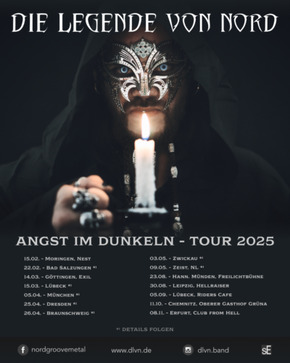 DIE LEGENDE VON NORD
ANGST IM DUNKELN - TOUR 2025
15.02. - MORINGEN, NEST
22.02. - BAD SALZUNGEN *)
14.03. - GÖTTINGEN, EXIL
15.03. - LÜBECK *)
05.04. - MÜNCHEN *)
25.04. - DRESDEN *)
26.04. - BRAUNSCHWEIG *)
03.05. - ZWICKAU *)
09.05. - ZEIST, NL *)
23.08. - HANN. MÜNDEN, FREILICHTBÜHNE
30.08. - LEIPZIG, HELLRAISER
05.09. - LÜBECK, RIDERS CAFE
11.10. - CHEMNITZ, OBERER GASTHOF GRÜNA
08.11. - ERFURT, CLUB FROM HELL
*) DETAILS FOLGEN
nordgroovemetal
www.dlvn.de
dlvn.band